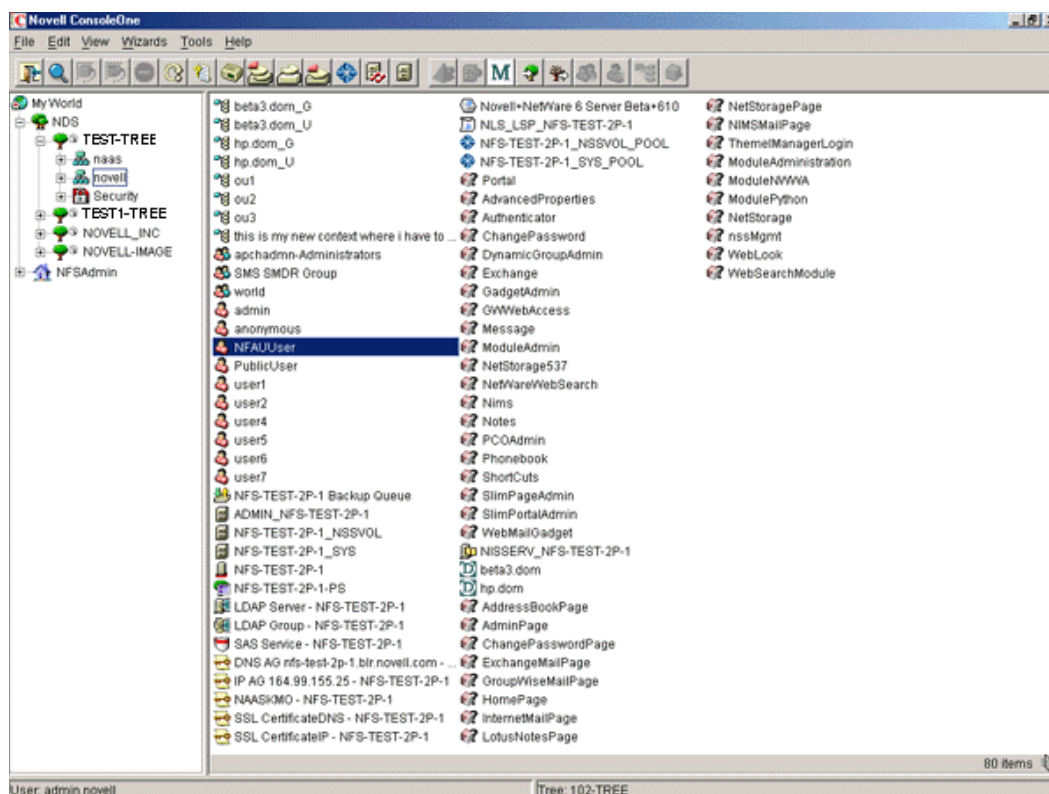 Novell ConsoleOne
File Edit View Wizards Tools Help
My World
NDS
TEST-TREE
naas
novell
Security
TEST1-TREE
NOVELL_INC
NOVELL-IMAGE
NFSAdmin
beta3.dom_G
beta3.dom_U
hp.dom_G
hp.dom_U
ou1
ou2
ou3
this is my new context where i have to ...
apchadmn-Administrators
SMS SMDR Group
world
admin
anonymous
NFAUUser
PublicUser
user1
user2
user4
user5
user6
user7
NFS-TEST-2P-1 Backup Queue
ADMIN_NFS-TEST-2P-1
NFS-TEST-2P-1_NSSVOL
NFS-TEST-2P-1_SYS
NFS-TEST-2P-1
NFS-TEST-2P-1-PS
LDAP Server - NFS-TEST-2P-1
LDAP Group - NFS-TEST-2P-1
SAS Service - NFS-TEST-2P-1
DNS AG nfs-test-2p-1.blr.novell.com - ...
IP AG 164.99.155.25 - NFS-TEST-2P-1
NAASKMO - NFS-TEST-2P-1
SSL CertificateDNS - NFS-TEST-2P-1
SSL CertificateIP - NFS-TEST-2P-1
Novell+NetWare 6 Server Beta+610
NLS_LSP_NFS-TEST-2P-1
NFS-TEST-2P-1_NSSVOL_POOL
NFS-TEST-2P-1_SYS_POOL
Portal
AdvancedProperties
Authenticator
ChangePassword
DynamicGroupAdmin
Exchange
GadgetAdmin
GWWebAccess
Message
ModuleAdmin
NetStorage537
NetWareWebSearch
Nims
Notes
PCOAdmin
Phonebook
ShortCuts
SlimPageAdmin
SlimPortalAdmin
WebMailGadget
NISSERV_NFS-TEST-2P-1
beta3.dom
hp.dom
AddressBookPage
AdminPage
ChangePasswordPage
ExchangeMailPage
GroupWiseMailPage
HomePage
InternetMailPage
LotusNotesPage
NetStoragePage
NIMSMailPage
ThemeManagerLogin
ModuleAdministration
ModuleNWWA
ModulePython
NetStorage
nssMgmt
WebLook
WebSearchModule
80 items
User: admin.novell
Tree: 102-TREE